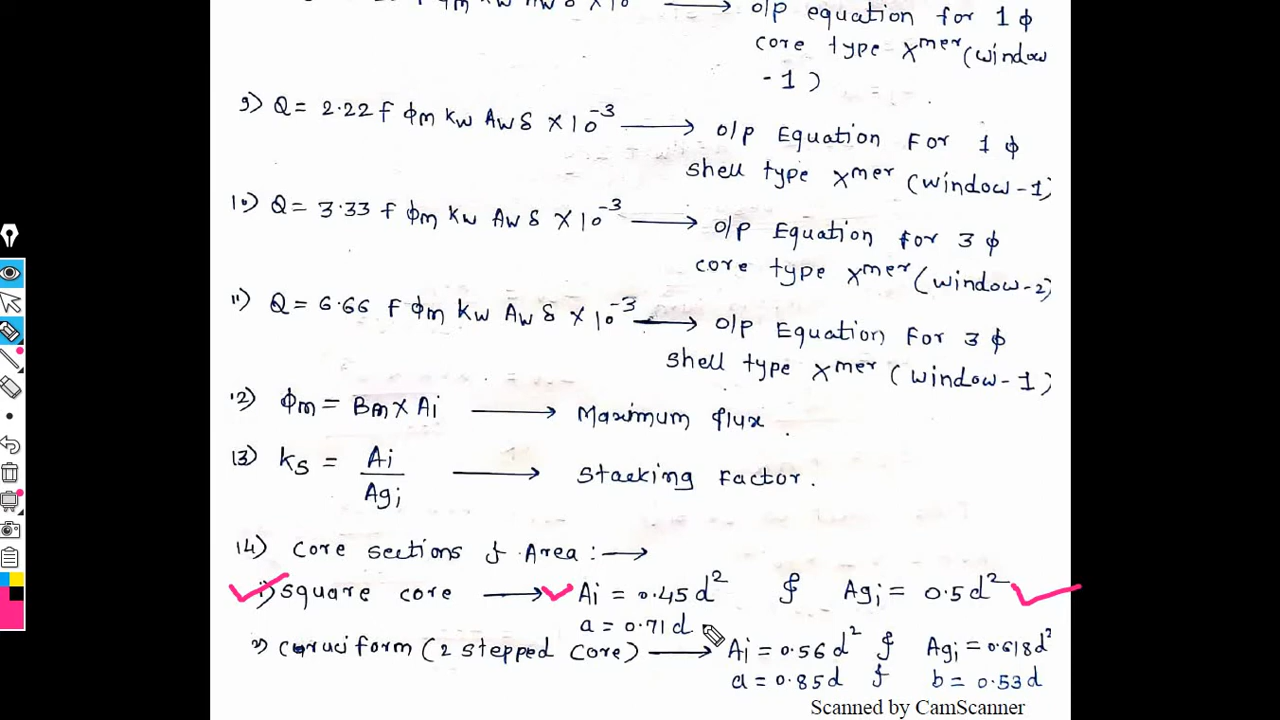 o/p equation for 1 ϕ
core type xmer (window
-1)
9) Q = 2.22 f ϕm Kw Aw δ × 10⁻³ → o/p Equation For 1 ϕ
shell type xmer (window-1)
10) Q = 3.33 f ϕm Kw Aw δ × 10⁻³ → o/p Equation for 3 ϕ
core type xmer (window-2)
11) Q = 6.66 f ϕm Kw Aw δ × 10⁻³ → o/p Equation For 3 ϕ
shell type xmer (window-1)
12) ϕm = Bm × Ai → Maximum flux.
13) Ks = Ai / Agi → Stacking Factor.
14) Core sections & Area :→
1) square core → Ai = 0.45 d² & Agi = 0.5 d²
a = 0.71 d
2) Cruciform (2 stepped core) → Ai = 0.56 d² & Agi = 0.618 d²
a = 0.85 d & b = 0.53 d
Scanned by CamScanner